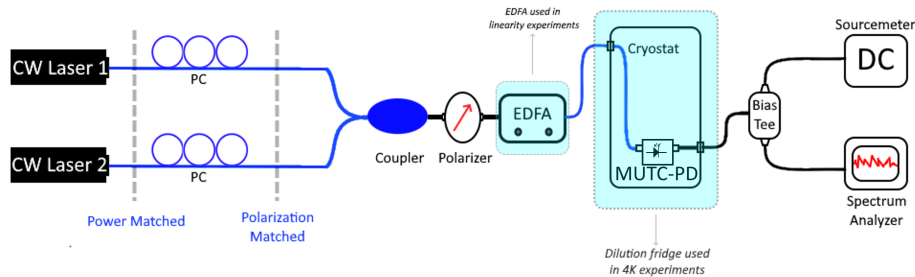 EDFA used in
linearity experiments
Sourcemeter
CW Laser 1
PC
Cryostat
DC
EDFA
Bias
Tee
CW Laser 2
PC
Coupler
Polarizer
MUTC-PD
Power Matched
Polarization
Matched
Spectrum
Analyzer
Dilution fridge used
in 4K experiments